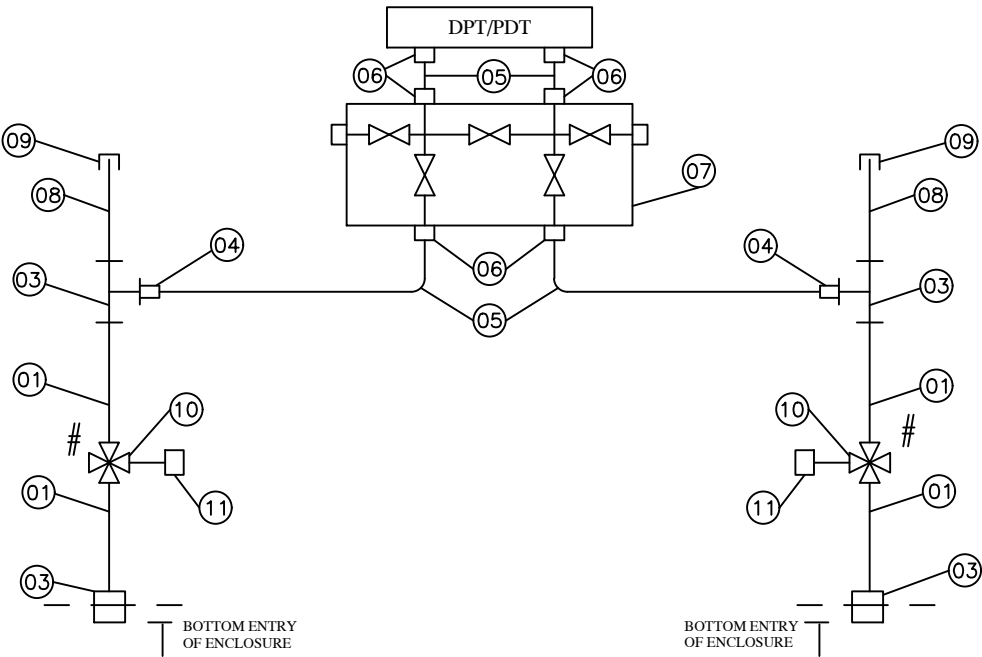 DPT/PDT
06 05 06
09 09
07
08 08
04 04
03 06 03
05
01 01
10 10
# #
01 11 11 01
03 03
BOTTOM ENTRY
OF ENCLOSURE
BOTTOM ENTRY
OF ENCLOSURE